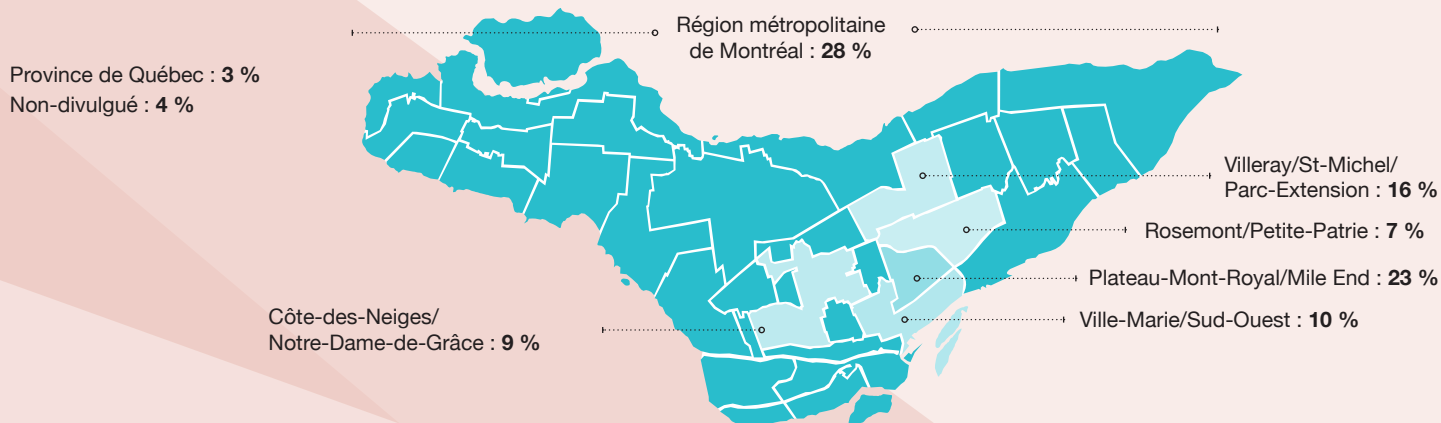 Région métropolitaine
de Montréal : 28 %
Province de Québec : 3 %
Non-divulgué : 4 %
Villeray/St-Michel/
Parc-Extension : 16 %
Rosemont/Petite-Patrie : 7 %
Plateau-Mont-Royal/Mile End : 23 %
Ville-Marie/Sud-Ouest : 10 %
Côte-des-Neiges/
Notre-Dame-de-Grâce : 9 %